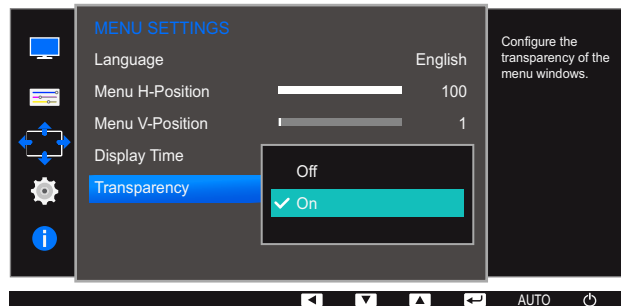 MENU SETTINGS
Language English
Menu H-Position 100
Menu V-Position 1
Display Time
Transparency
Off
On
Configure the
transparency of the
menu windows.
AUTO